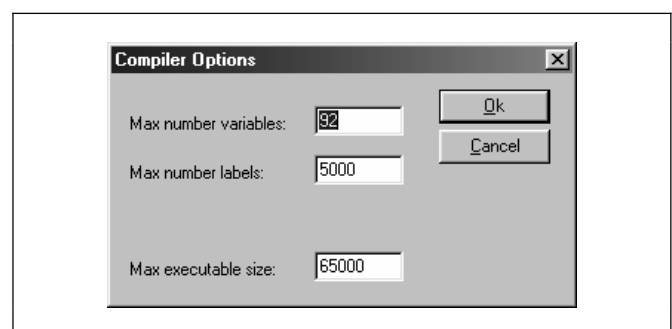 Compiler Options
Max number variables: 92
Ok
Cancel
Max number labels: 5000
Max executable size: 65000